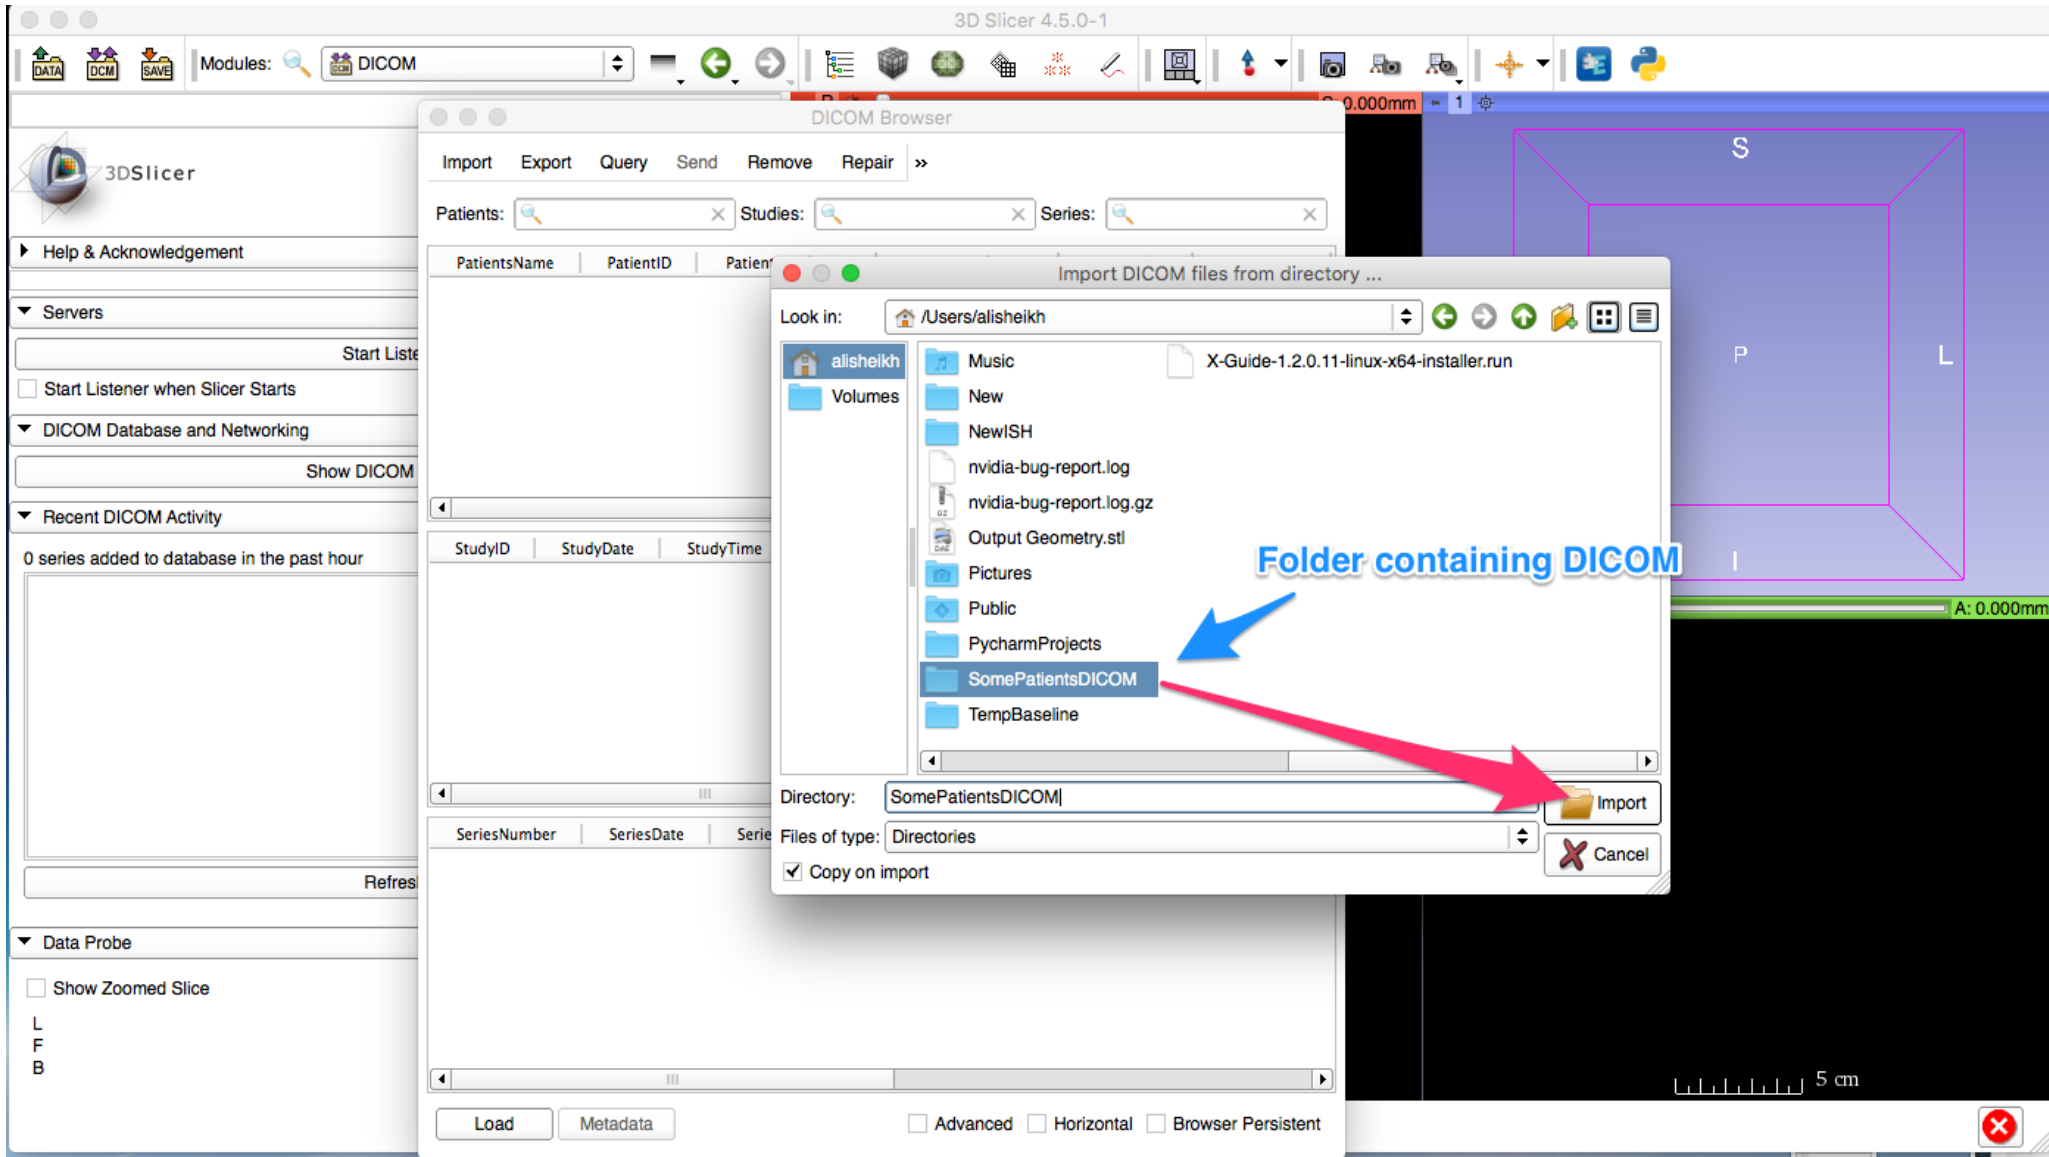 3D Slicer 4.5.0-1
DATA DCM SAVE Modules: DCM DICOM
0.000mm 1
DICOM Browser
3DSlicer
Import Export Query Send Remove Repair »
Patients: Studies: Series:
Help & Acknowledgement
PatientsName PatientID Patient
Servers
Start Liste
Start Listener when Slicer Starts
DICOM Database and Networking
Show DICOM
Recent DICOM Activity
0 series added to database in the past hour
Refres
Data Probe
Show Zoomed Slice
L
F
B
StudyID StudyDate StudyTime
SeriesNumber SeriesDate Serie
Load Metadata Advanced Horizontal Browser Persistent
Import DICOM files from directory ...
Look in: /Users/alisheikh
alisheikh
Volumes
Music
New
NewISH
nvidia-bug-report.log
GZ nvidia-bug-report.log.gz
DAE Output Geometry.stl
Pictures
Public
PycharmProjects
SomePatientsDICOM
TempBaseline
X-Guide-1.2.0.11-linux-x64-installer.run
Folder containing DICOM
Directory: SomePatientsDICOM Import
Files of type: Directories Cancel
Copy on import
S
P L
I
A: 0.000mm
5 cm